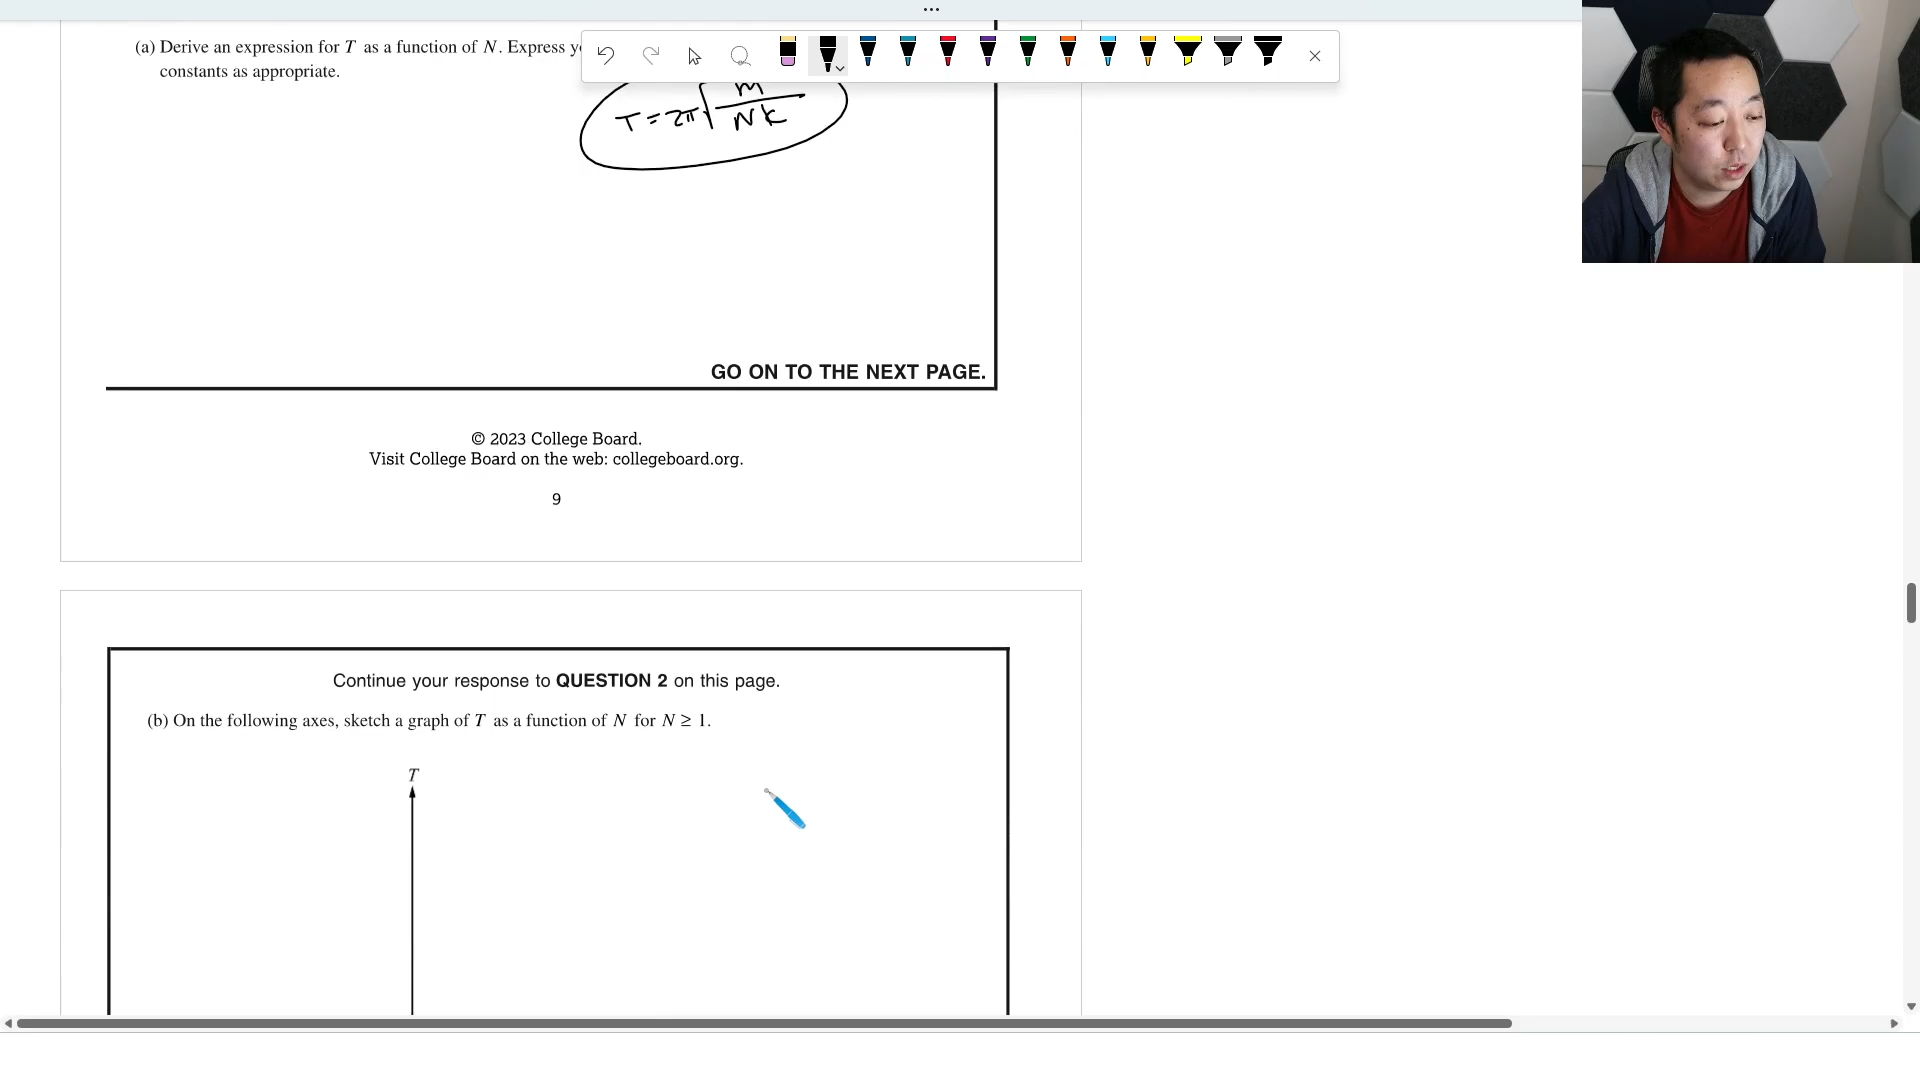 (a) Derive an expression for T as a function of N. Express
constants as appropriate.
T = 2π√(m/Nk)
GO ON TO THE NEXT PAGE.
© 2023 College Board.
Visit College Board on the web: collegeboard.org.
9
Continue your response to QUESTION 2 on this page.
(b) On the following axes, sketch a graph of T as a function of N for N ≥ 1.
T